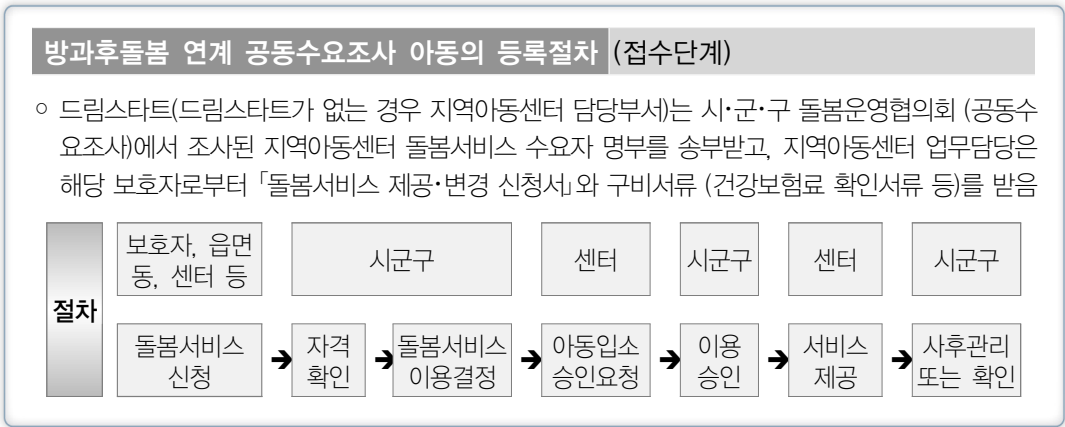 방과후돌봄 연계 공동수요조사 아동의 등록절차 (접수단계)
○ 드림스타트(드림스타트가 없는 경우 지역아동센터 담당부서)는 시·군·구 돌봄운영협의회 (공동수
요조사)에서 조사된 지역아동센터 돌봄서비스 수요자 명부를 송부받고, 지역아동센터 업무담당은
해당 보호자로부터 「돌봄서비스 제공·변경 신청서」와 구비서류 (건강보험료 확인서류 등)를 받음
절차
보호자, 읍면
동, 센터 등
시군구
센터
시군구
센터
시군구
돌봄서비스
신청
➔
자격
확인
➔
돌봄서비스
이용결정
➔
아동입소
승인요청
➔
이용
승인
➔
서비스
제공
➔
사후관리
또는 확인